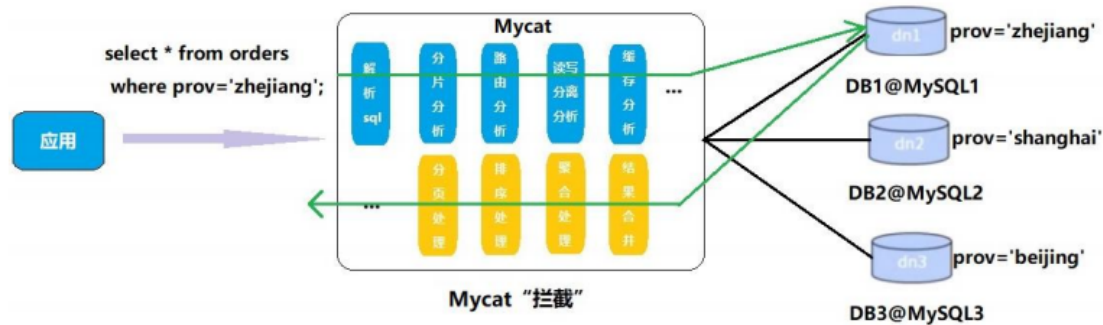 Mycat
select * from orders
where prov='zhejiang';
应用
解析sql
分片分析
路由分析
读写分离分析
缓存分析
...
...
分页处理
排序处理
聚合处理
结果合并
Mycat“拦截”
dn1
prov='zhejiang'
DB1@MySQL1
dn2
prov='shanghai'
DB2@MySQL2
dn3
prov='beijing'
DB3@MySQL3